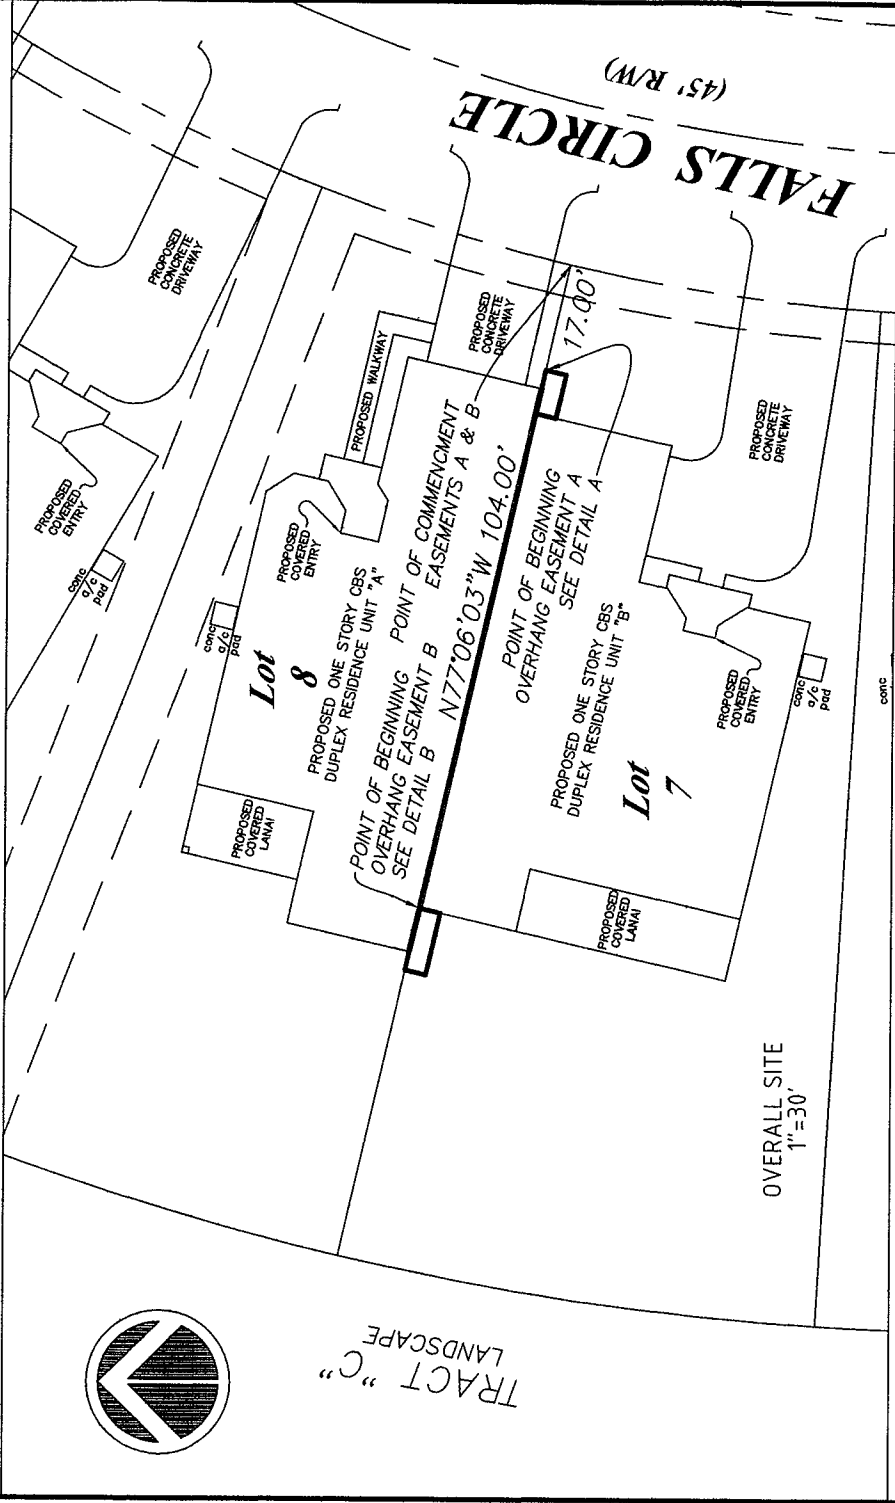 (45' R/W)
FALLS CIRCLE
PROPOSED
CONCRETE
DRIVEWAY
PROPOSED
COVERED
ENTRY
conc
a/c
pad
PROPOSED WALKWAY
PROPOSED
CONCRETE
DRIVEWAY
17.00'
PROPOSED
COVERED
ENTRY
conc
a/c
pad
Lot
8
PROPOSED ONE STORY CBS
DUPLEX RESIDENCE UNIT "A"
POINT OF COMMENCMENT
EASEMENTS A & B
N77°06'03"W 104.00'
POINT OF BEGINNING
OVERHANG EASEMENT B
SEE DETAIL B
POINT OF BEGINNING
OVERHANG EASEMENT A
SEE DETAIL A
PROPOSED
CONCRETE
DRIVEWAY
PROPOSED ONE STORY CBS
DUPLEX RESIDENCE UNIT "B"
PROPOSED
COVERED
ENTRY
conc
a/c
pad
conc
Lot
7
PROPOSED
COVERED
LANAI
PROPOSED
COVERED
LANAI
OVERALL SITE
1"=30'
TRACT "C"
LANDSCAPE